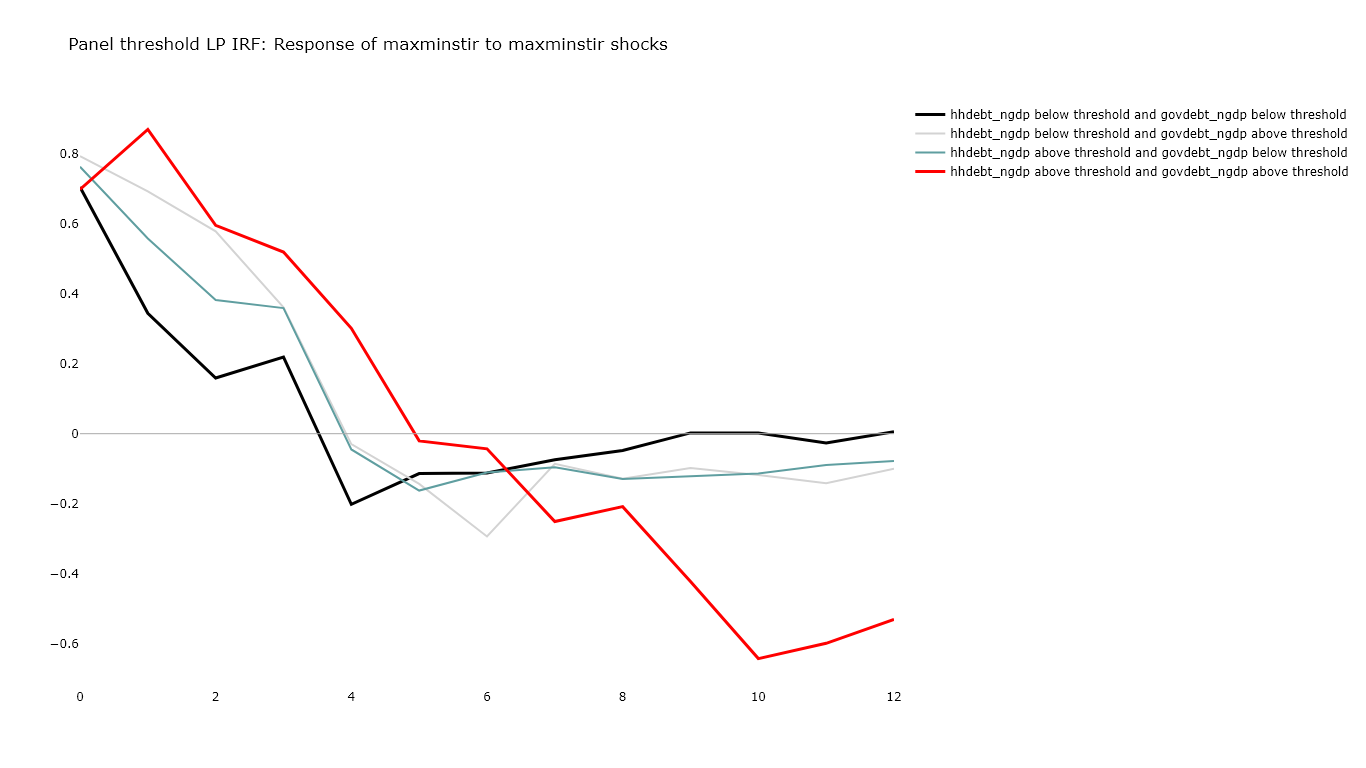 Panel threshold LP IRF: Response of maxminstir to maxminstir shocks
hhdebt_ngdp below threshold and govdebt_ngdp below threshold
hhdebt_ngdp below threshold and govdebt_ngdp above threshold
hhdebt_ngdp above threshold and govdebt_ngdp below threshold
hhdebt_ngdp above threshold and govdebt_ngdp above threshold
0.8
0.6
0.4
0.2
0
−0.2
−0.4
−0.6
0 2 4 6 8 10 12